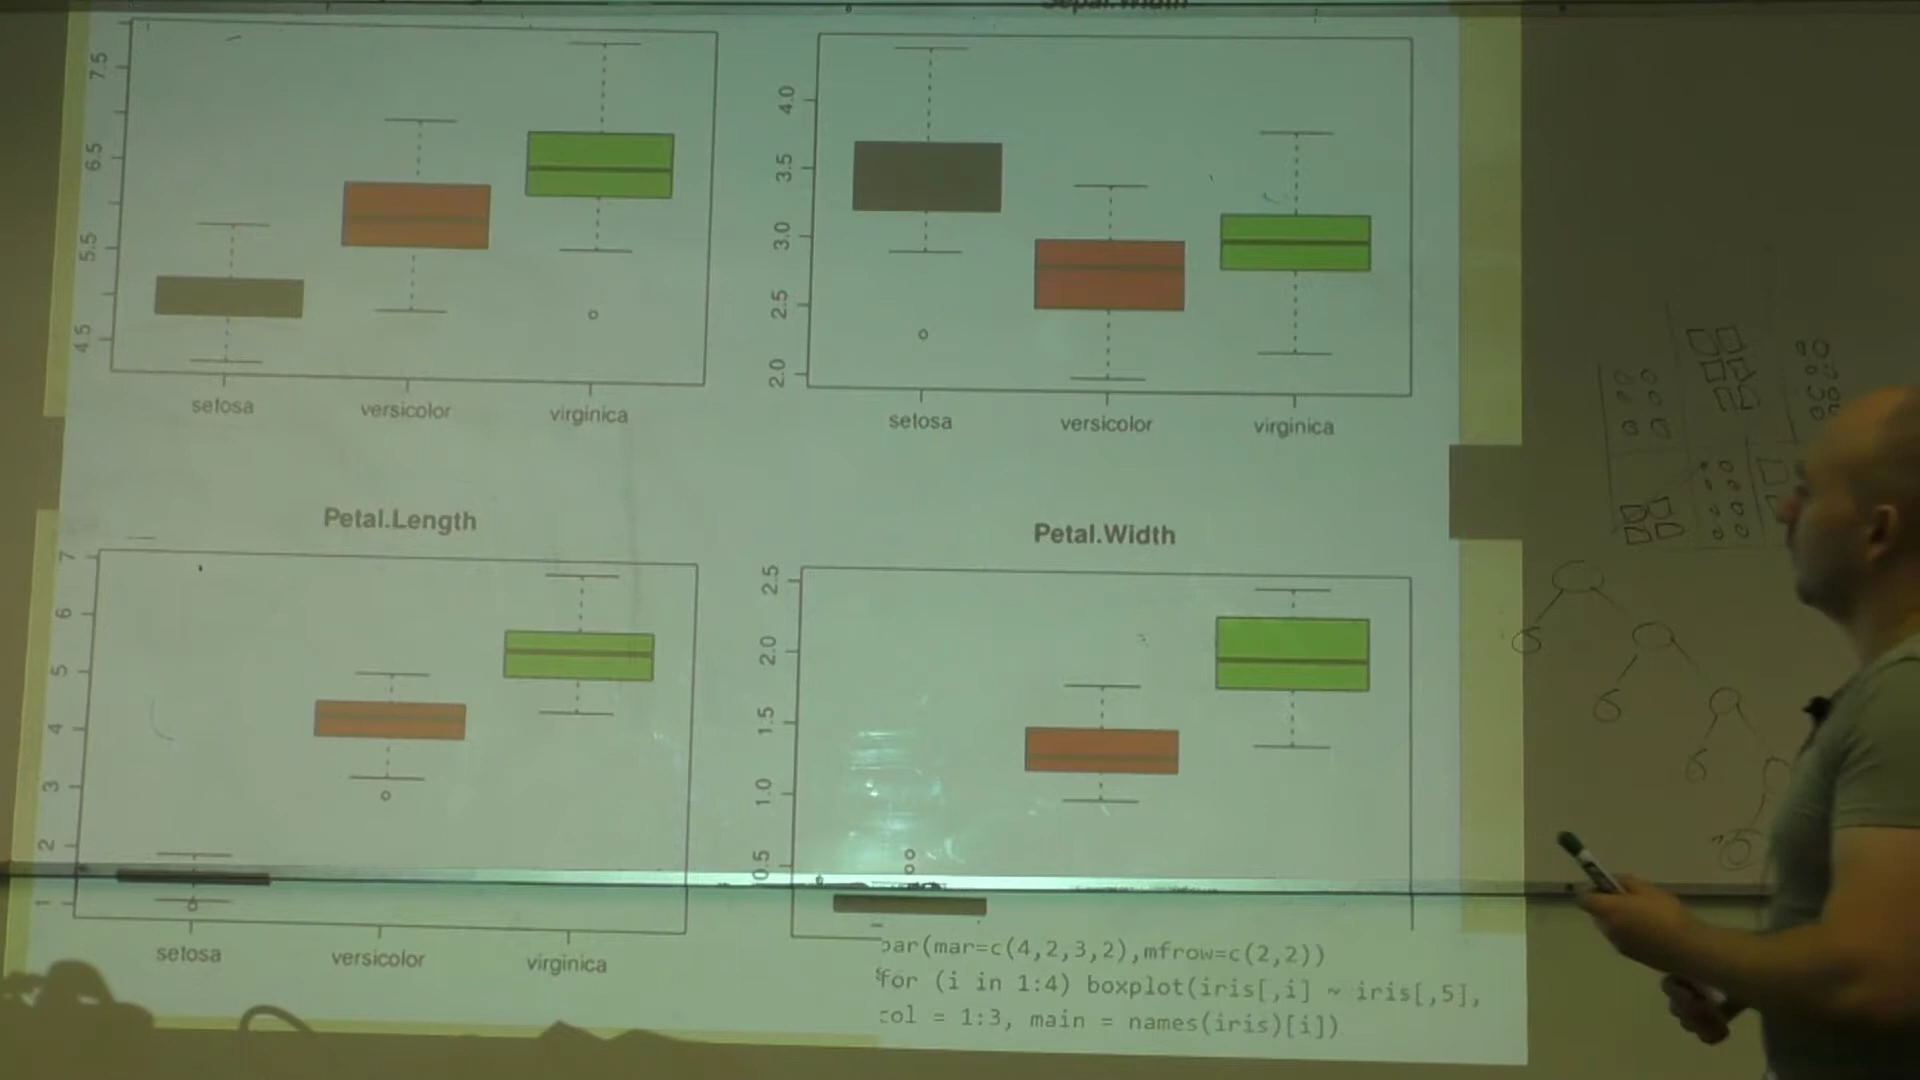 Sepal.Width
7.5
6.5
5.5
4.5
setosa versicolor virginica
4.0
3.5
3.0
2.5
2.0
setosa versicolor virginica
Petal.Length
7
6
5
4
3
2
1
setosa versicolor virginica
Petal.Width
2.5
2.0
1.5
1.0
0.5
par(mar=c(4,2,3,2),mfrow=c(2,2))
for (i in 1:4) boxplot(iris[,i] ~ iris[,5],
col = 1:3, main = names(iris)[i])